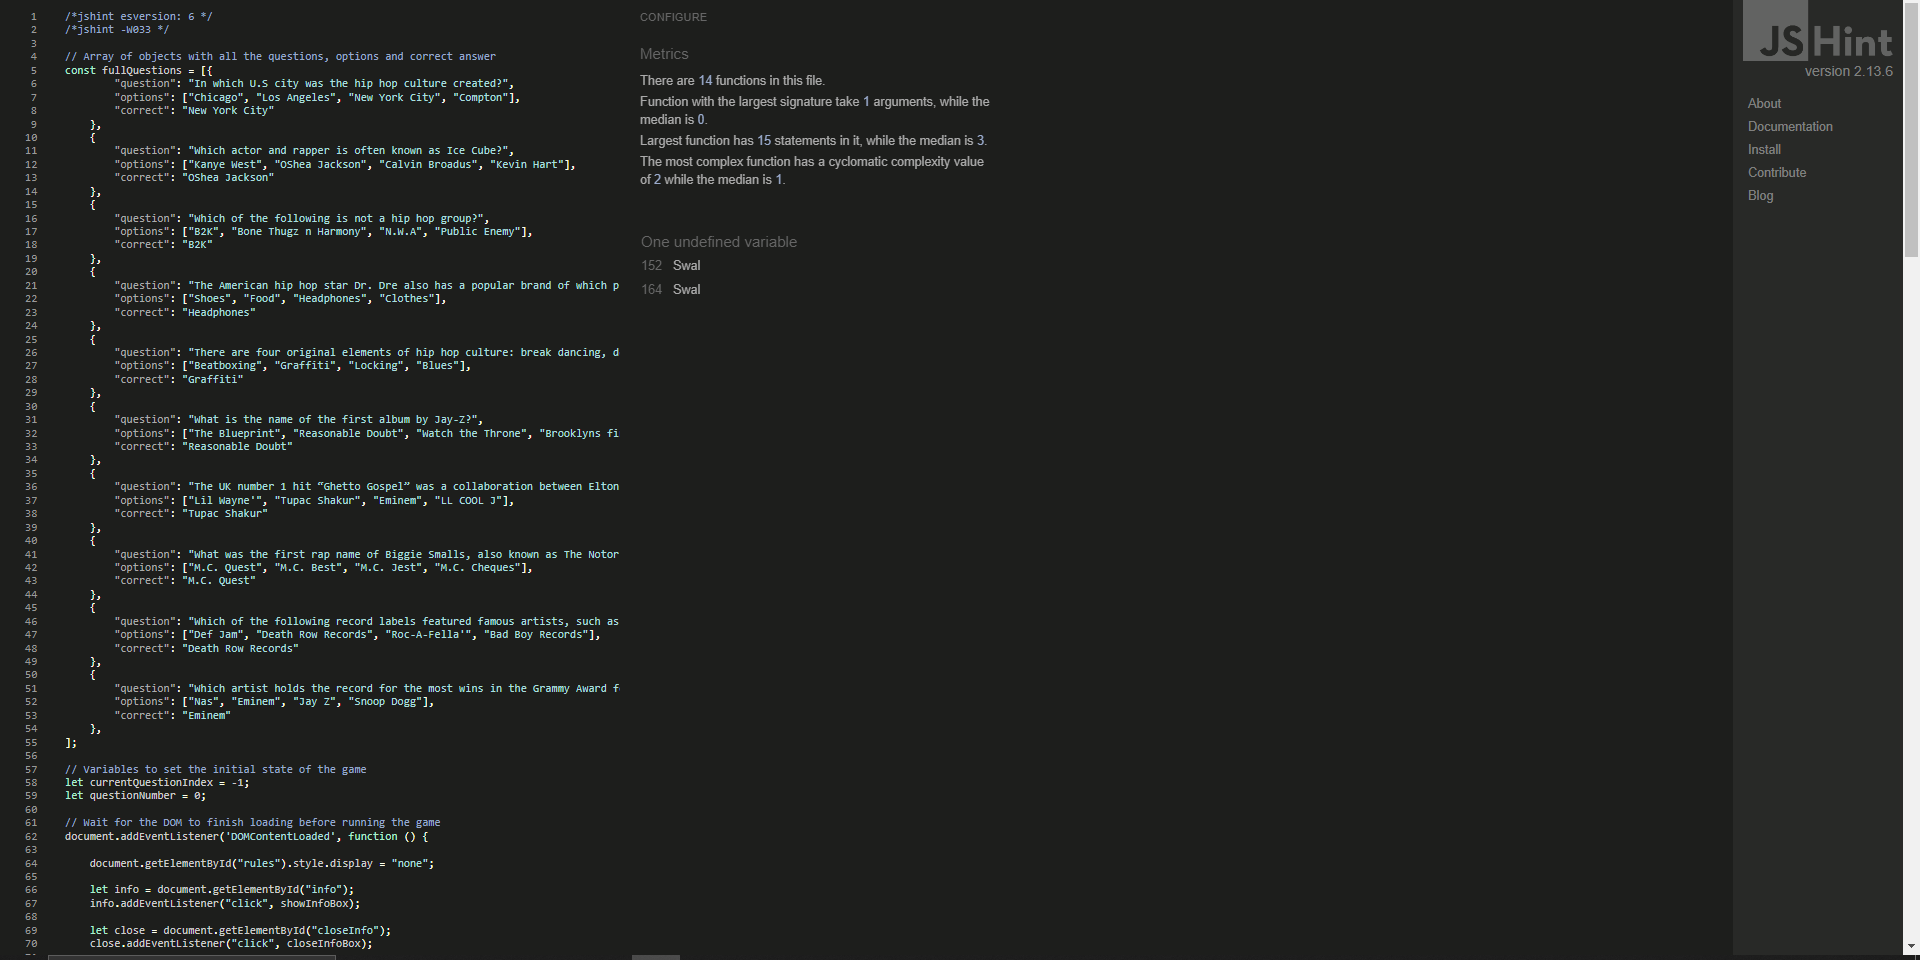 1 /*jshint esversion: 6 */
2 /*jshint -W033 */
3
4 // Array of objects with all the questions, options and correct answer
5 const fullQuestions = [{
6 "question": "In which U.S city was the hip hop culture created?",
7 "options": ["Chicago", "Los Angeles", "New York City", "Compton"],
8 "correct": "New York City"
9 },
10 {
11 "question": "Which actor and rapper is often known as Ice Cube?",
12 "options": ["Kanye West", "OShea Jackson", "Calvin Broadus", "Kevin Hart"],
13 "correct": "OShea Jackson"
14 },
15 {
16 "question": "Which of the following is not a hip hop group?",
17 "options": ["B2K", "Bone Thugz n Harmony", "N.W.A", "Public Enemy"],
18 "correct": "B2K"
19 },
20 {
21 "question": "The American hip hop star Dr. Dre also has a popular brand of which p
22 "options": ["Shoes", "Food", "Headphones", "Clothes"],
23 "correct": "Headphones"
24 },
25 {
26 "question": "There are four original elements of hip hop culture: break dancing, d
27 "options": ["Beatboxing", "Graffiti", "Locking", "Blues"],
28 "correct": "Graffiti"
29 },
30 {
31 "question": "What is the name of the first album by Jay-Z?",
32 "options": ["The Blueprint", "Reasonable Doubt", "Watch the Throne", "Brooklyns fi
33 "correct": "Reasonable Doubt"
34 },
35 {
36 "question": "The UK number 1 hit “Ghetto Gospel” was a collaboration between Elton
37 "options": ["Lil Wayne'", "Tupac Shakur", "Eminem", "LL COOL J"],
38 "correct": "Tupac Shakur"
39 },
40 {
41 "question": "What was the first rap name of Biggie Smalls, also known as The Notor
42 "options": ["M.C. Quest", "M.C. Best", "M.C. Jest", "M.C. Cheques"],
43 "correct": "M.C. Quest"
44 },
45 {
46 "question": "Which of the following record labels featured famous artists, such as
47 "options": ["Def Jam", "Death Row Records", "Roc-A-Fella'", "Bad Boy Records"],
48 "correct": "Death Row Records"
49 },
50 {
51 "question": "Which artist holds the record for the most wins in the Grammy Award f
52 "options": ["Nas", "Eminem", "Jay Z", "Snoop Dogg"],
53 "correct": "Eminem"
54 },
55 ];
56
57 // Variables to set the initial state of the game
58 let currentQuestionIndex = -1;
59 let questionNumber = 0;
60
61 // Wait for the DOM to finish loading before running the game
62 document.addEventListener('DOMContentLoaded', function () {
63
64 document.getElementById("rules").style.display = "none";
65
66 let info = document.getElementById("info");
67 info.addEventListener("click", showInfoBox);
68
69 let close = document.getElementById("closeInfo");
70 close.addEventListener("click", closeInfoBox);
CONFIGURE
Metrics
There are 14 functions in this file.
Function with the largest signature take 1 arguments, while the
median is 0.
Largest function has 15 statements in it, while the median is 3.
The most complex function has a cyclomatic complexity value
of 2 while the median is 1.
One undefined variable
152 Swal
164 Swal
JSHint
version 2.13.6
About
Documentation
Install
Contribute
Blog